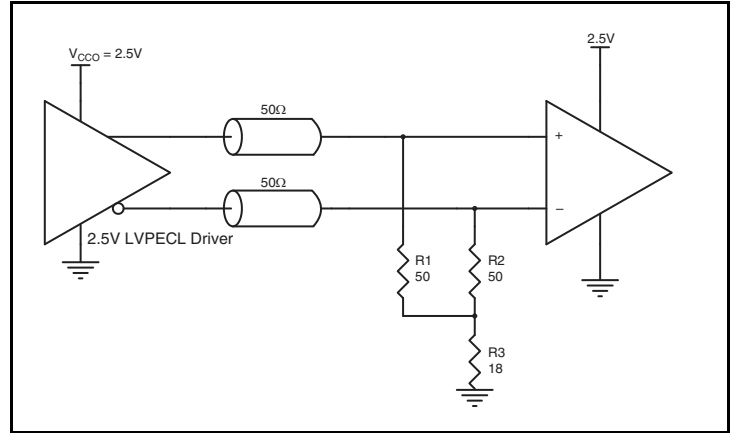 V_CCO = 2.5V
2.5V
50Ω
+
50Ω
–
2.5V LVPECL Driver
R1
50
R2
50
R3
18